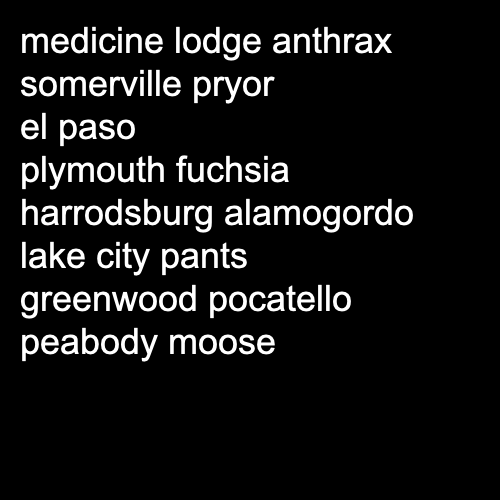 medicine lodge anthrax
somerville pryor
el paso
plymouth fuchsia
harrodsburg alamogordo
lake city pants
greenwood pocatello
peabody moose